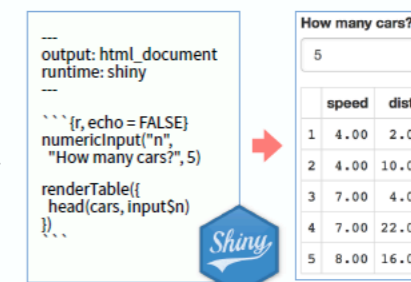 ---
output: html_document
runtime: shiny
---
```{r, echo = FALSE}
numericInput("n",
"How many cars?", 5)
renderTable({
head(cars, input$n)
})
```
Shiny
How many cars?
5
speed dist
1 4.00 2.0
2 4.00 10.0
3 7.00 4.0
4 7.00 22.0
5 8.00 16.0